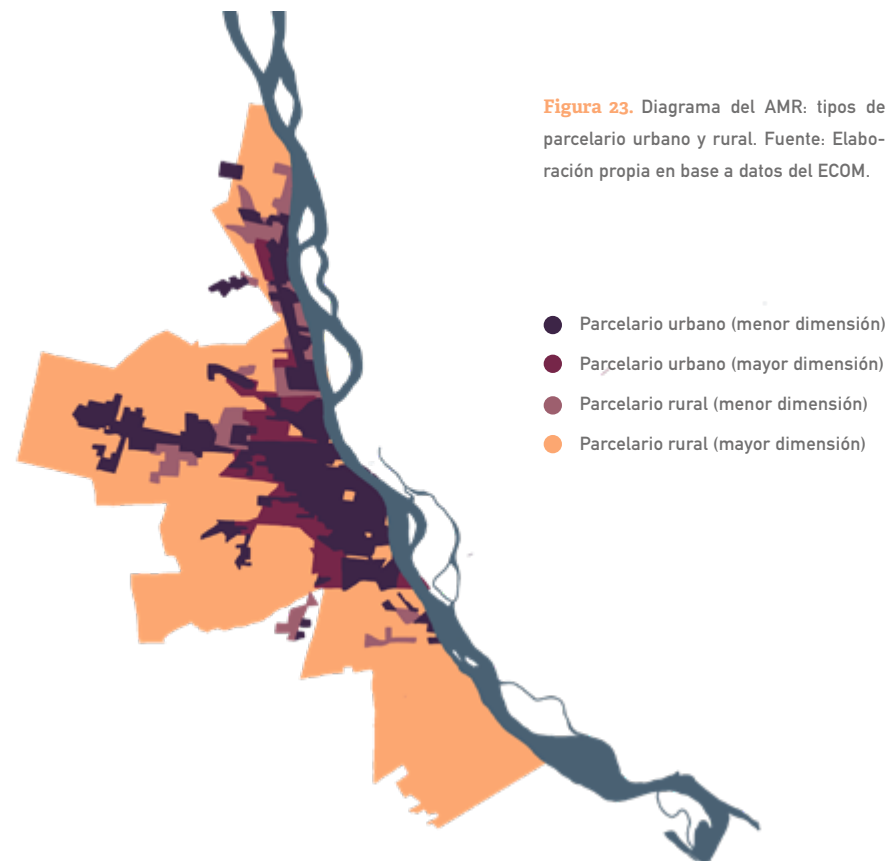 Figura 23. Diagrama del AMR: tipos de
parcelario urbano y rural. Fuente: Elabo-
ración propia en base a datos del ECOM.
Parcelario urbano (menor dimensión)
Parcelario urbano (mayor dimensión)
Parcelario rural (menor dimensión)
Parcelario rural (mayor dimensión)